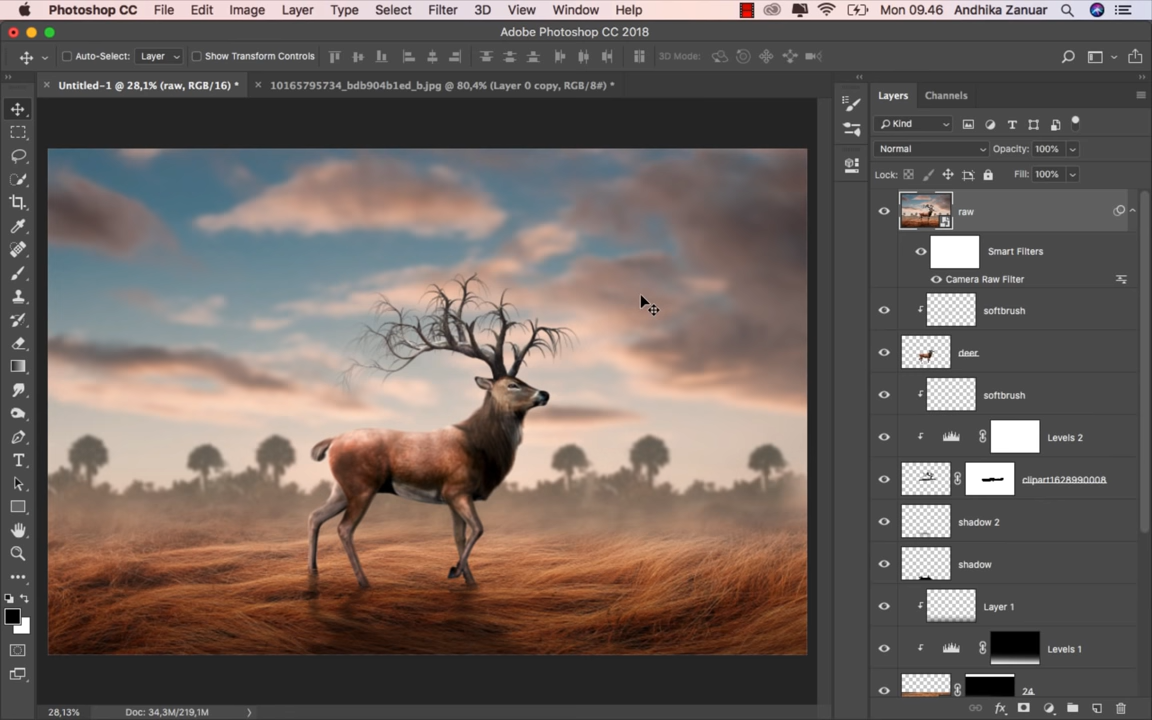 Photoshop CC File Edit Image Layer Type Select Filter 3D View Window Help Mon 09.46 Andhika Zanuar
Adobe Photoshop CC 2018
Auto-Select: Layer Show Transform Controls 3D Mode:
Untitled-1 @ 28,1% (raw, RGB/16) * 10165795734_bdb904b1ed_b.jpg @ 80,4% (Layer 0 copy, RGB/8#) *
Layers Channels
Kind
Normal Opacity: 100%
Lock: Fill: 100%
raw
Smart Filters
Camera Raw Filter
softbrush
deer
softbrush
Levels 2
clipart1628990008
shadow 2
shadow
Layer 1
Levels 1
24
fx
28,13% Doc: 34,3M/219,1M